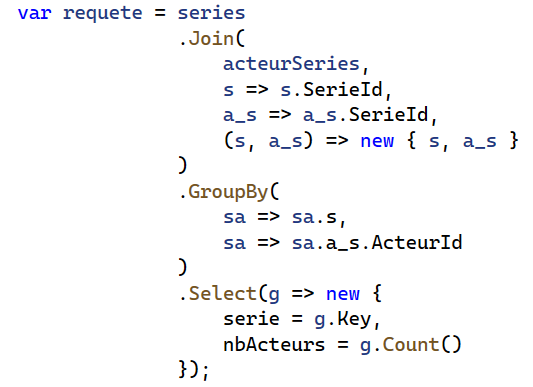 var requete = series
.Join(
acteurSeries,
s => s.SerieId,
a_s => a_s.SerieId,
(s, a_s) => new { s, a_s }
)
.GroupBy(
sa => sa.s,
sa => sa.a_s.ActeurId
)
.Select(g => new {
serie = g.Key,
nbActeurs = g.Count()
});